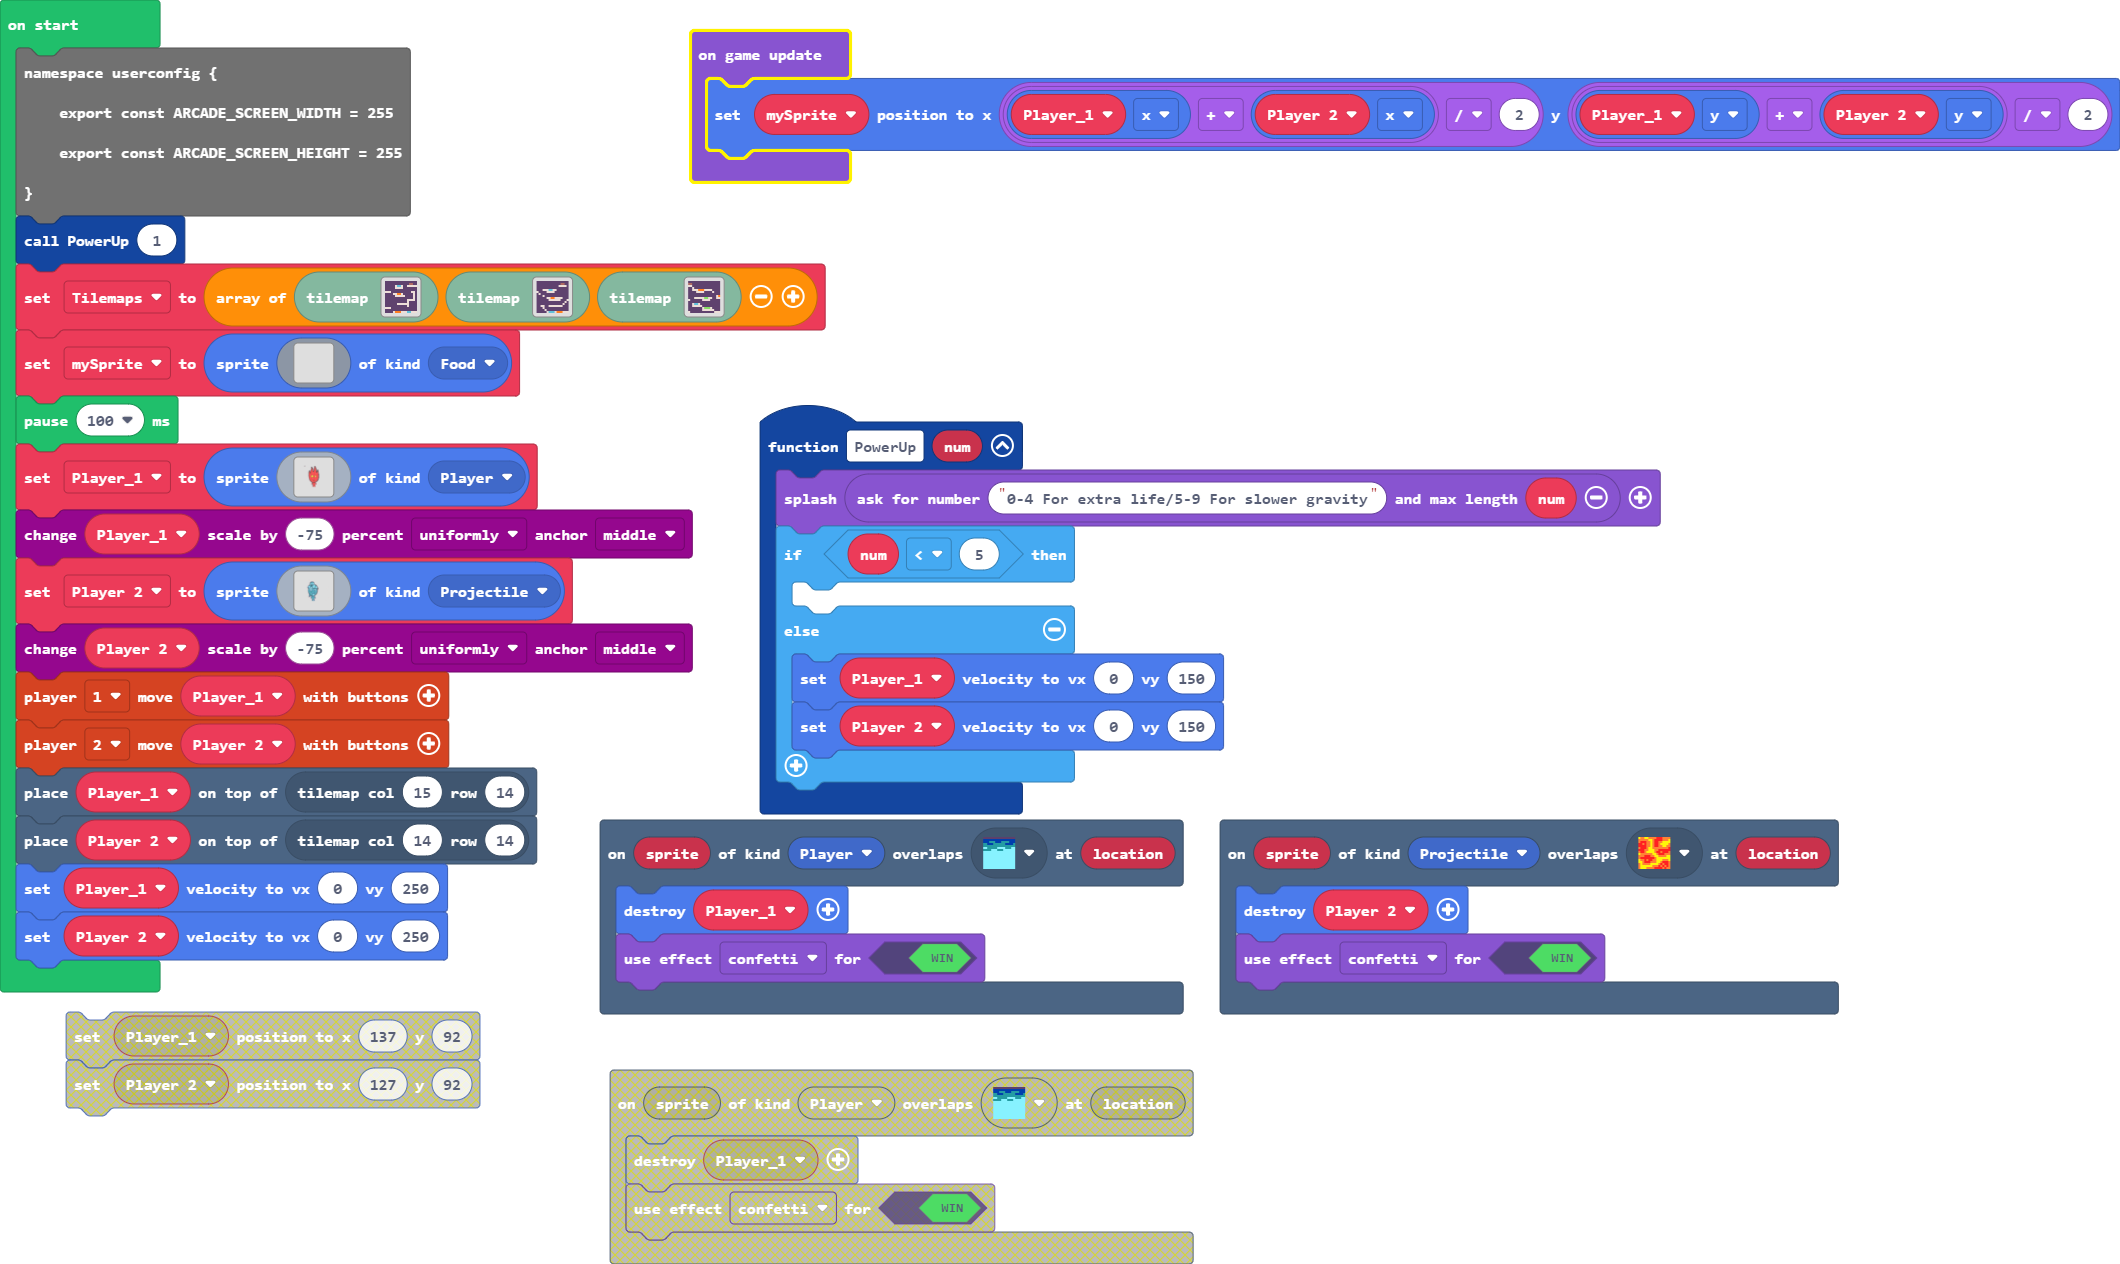 on start
namespace userconfig {
export const ARCADE_SCREEN_WIDTH = 255
export const ARCADE_SCREEN_HEIGHT = 255
}
call PowerUp 1
set Tilemaps to array of tilemap tilemap tilemap
set mySprite to sprite of kind Food
pause 100 ms
set Player_1 to sprite of kind Player
change Player_1 scale by -75 percent uniformly anchor middle
set Player 2 to sprite of kind Projectile
change Player 2 scale by -75 percent uniformly anchor middle
player 1 move Player_1 with buttons
player 2 move Player 2 with buttons
place Player_1 on top of tilemap col 15 row 14
place Player 2 on top of tilemap col 14 row 14
set Player_1 velocity to vx 0 vy 250
set Player 2 velocity to vx 0 vy 250
set Player_1 position to x 137 y 92
set Player 2 position to x 127 y 92
on game update
set mySprite position to x Player_1 x + Player 2 x / 2 y Player_1 y + Player 2 y / 2
function PowerUp num
splash ask for number "0-4 For extra life/5-9 For slower gravity" and max length num
if num < 5 then
else
set Player_1 velocity to vx 0 vy 150
set Player 2 velocity to vx 0 vy 150
on sprite of kind Player overlaps at location
destroy Player_1
use effect confetti for WIN
on sprite of kind Projectile overlaps at location
destroy Player 2
use effect confetti for WIN
on sprite of kind Player overlaps at location
destroy Player_1
use effect confetti for WIN